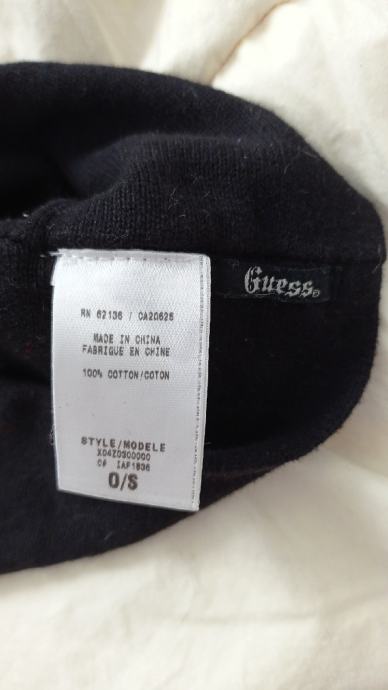 Guess
RN 62136 / CA20625
MADE IN CHINA
FABRIQUE EN CHINE
100% COTTON/COTON
STYLE/MODELE
X04Z0300000
C# IAF1836
O/S